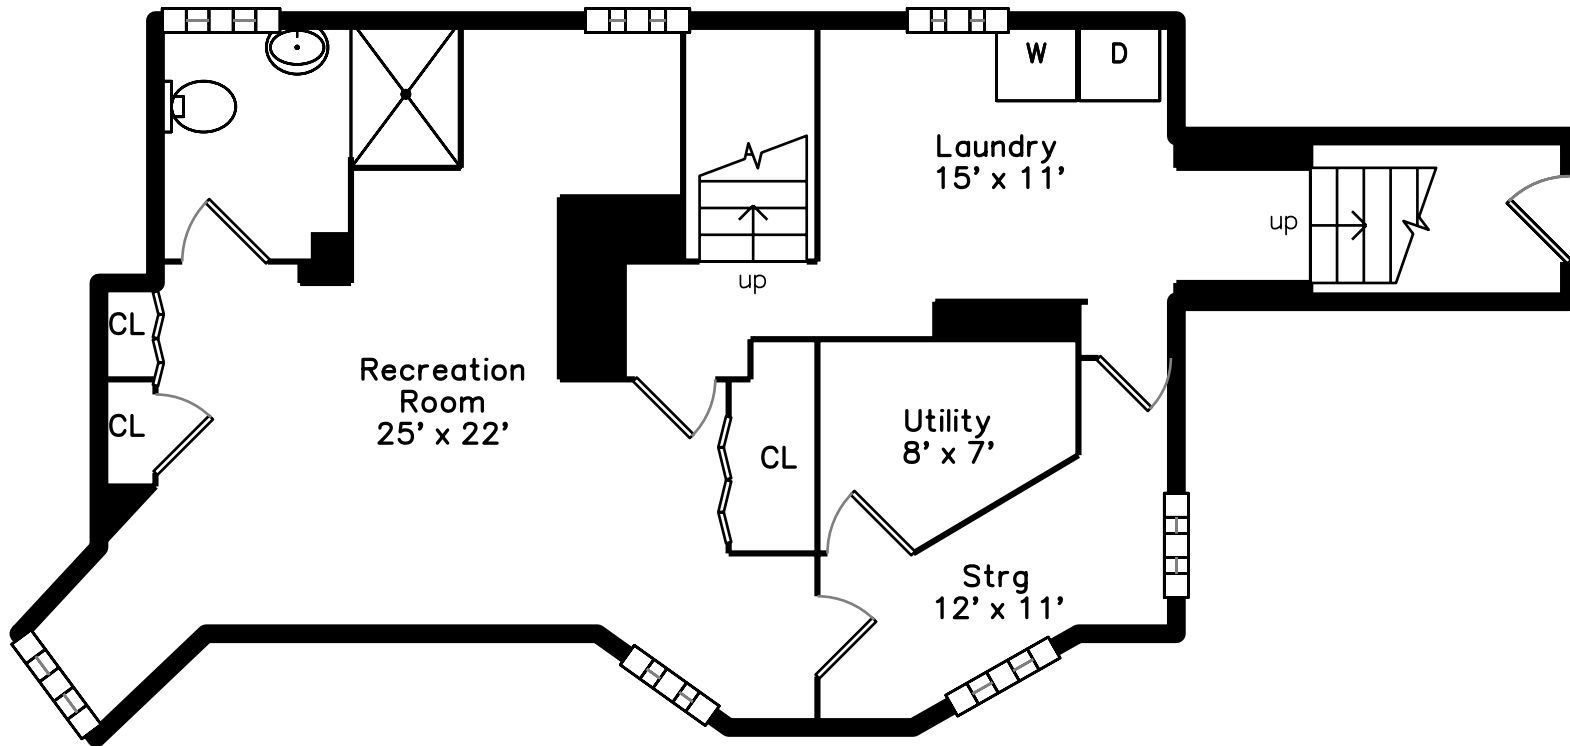 W
D
Laundry
15' x 11'
up
up
CL
Recreation
Room
25' x 22'
CL
Utility
8' x 7'
CL
Strg
12' x 11'